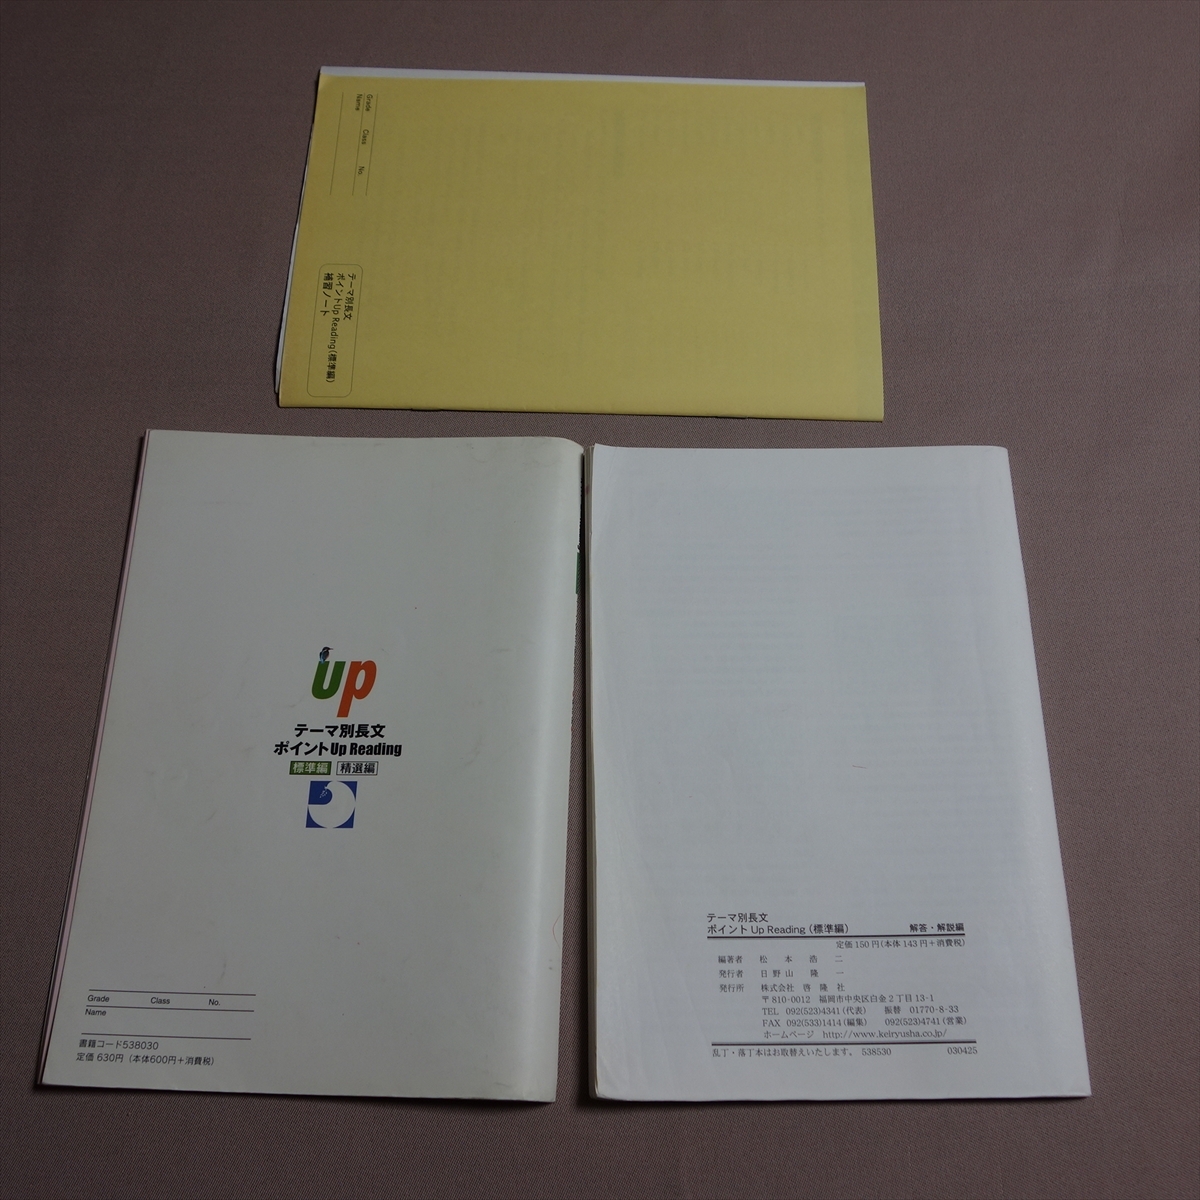 Grade Class No.
Name
テーマ別長文
ポイントUp Reading(標準編)
補習ノート
up
テーマ別長文
ポイントUp Reading
標準編 精選編
Grade Class No.
Name
書籍コード538030
定価 630円(本体600円+消費税)
テーマ別長文
ポイント Up Reading(標準編) 解答・解説編
定価 150 円(本体 143 円+消費税)
編著者 松本浩二
発行者 日野山隆一
発行所 株式会社 啓隆社
〒810-0012 福岡市中央区白金2丁目13-1
TEL 092(523)4341(代表) 振替 01770-8-33
FAX 092(533)1414(編集) 092(523)4741(営業)
ホームページ http://www.keiryusha.co.jp/
乱丁・落丁本はお取替えいたします。 538530 030425